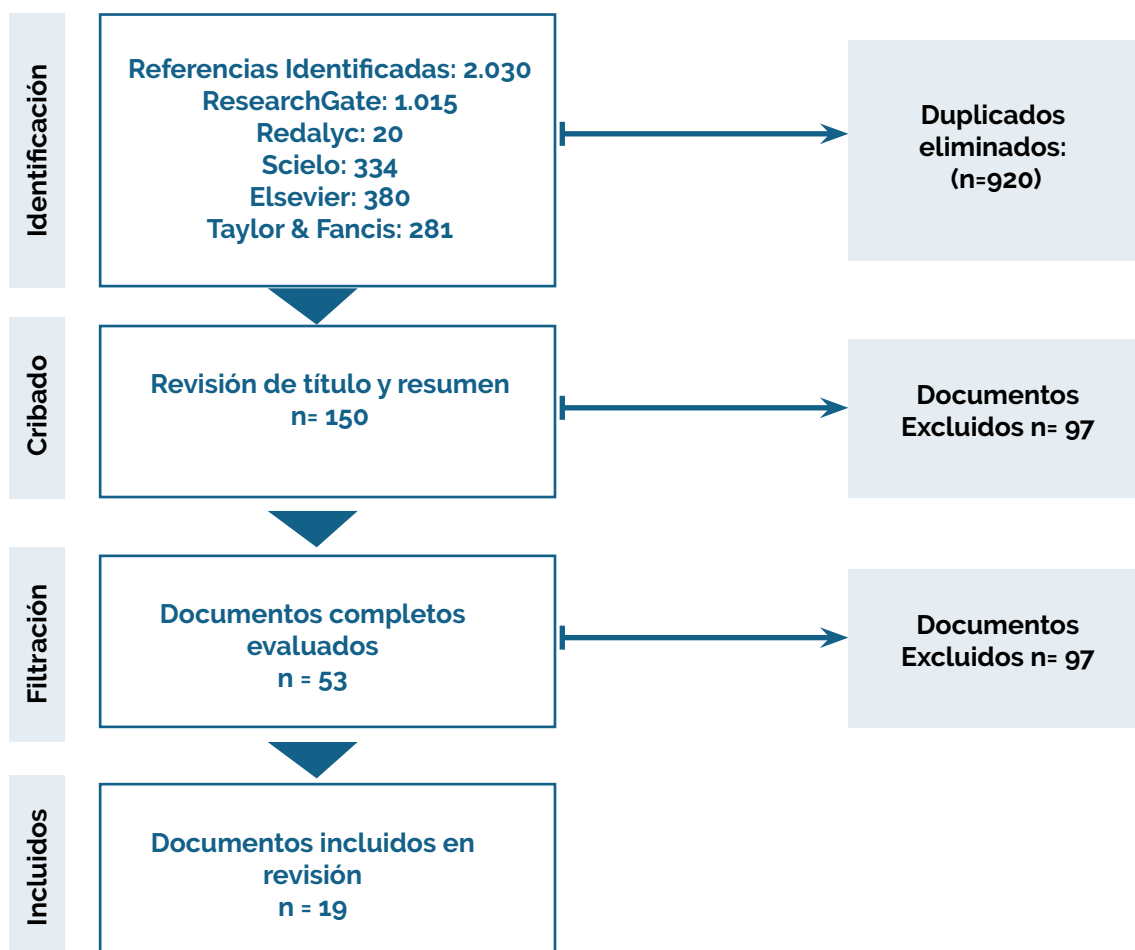 Identificación
Referencias Identificadas: 2.030
ResearchGate: 1.015
Redalyc: 20
Scielo: 334
Elsevier: 380
Taylor & Fancis: 281
Duplicados
eliminados:
(n=920)
Cribado
Revisión de título y resumen
n= 150
Documentos
Excluidos n= 97
Filtración
Documentos completos
evaluados
n = 53
Documentos
Excluidos n= 97
Incluidos
Documentos incluidos en
revisión
n = 19